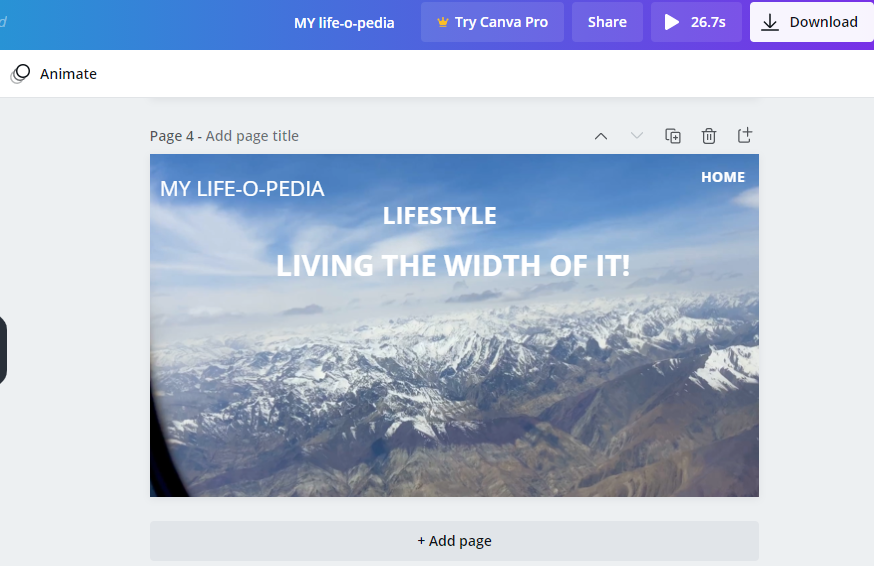 MY life-o-pedia
Try Canva Pro
Share
26.7s
Download
Animate
Page 4 - Add page title
HOME
MY LIFE-O-PEDIA
LIFESTYLE
LIVING THE WIDTH OF IT!
+ Add page